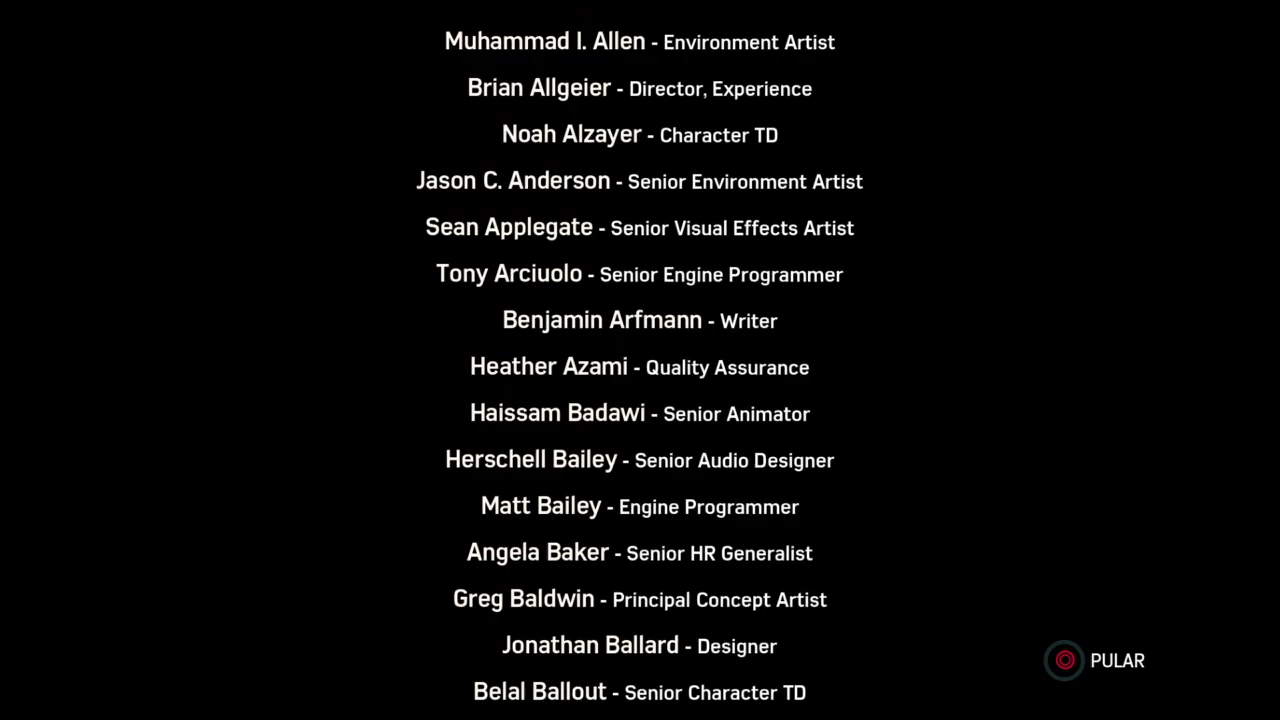 Muhammad I. Allen - Environment Artist
Brian Allgeier - Director, Experience
Noah Alzayer - Character TD
Jason C. Anderson - Senior Environment Artist
Sean Applegate - Senior Visual Effects Artist
Tony Arciuolo - Senior Engine Programmer
Benjamin Arfmann - Writer
Heather Azami - Quality Assurance
Haissam Badawi - Senior Animator
Herschell Bailey - Senior Audio Designer
Matt Bailey - Engine Programmer
Angela Baker - Senior HR Generalist
Greg Baldwin - Principal Concept Artist
Jonathan Ballard - Designer
PULAR
Belal Ballout - Senior Character TD